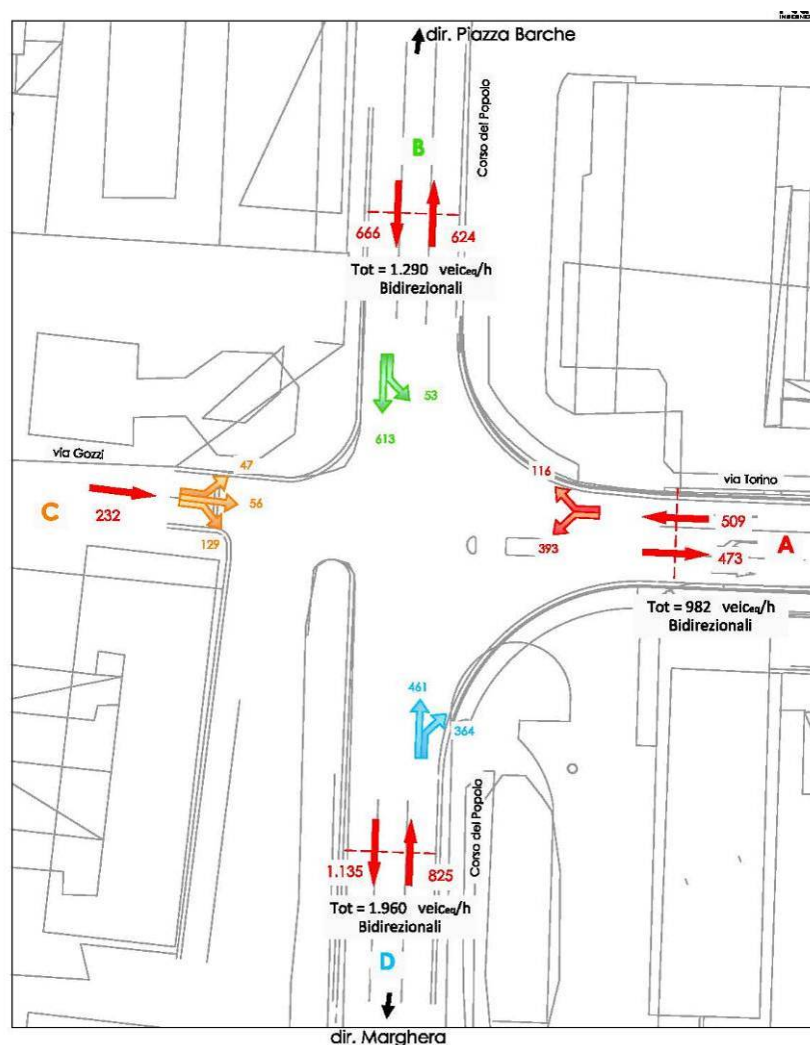 dir. Piazza Barche
Corso del Popolo
B
666
624
Tot = 1.290 veiceq/h
Bidirezionali
53
613
via Gozzi
47
116
via Torino
C
232
56
509
A
129
393
473
Tot = 982 veiceq/h
Bidirezionali
461
364
Corso del Popolo
1.135
825
Tot = 1.960 veiceq/h
Bidirezionali
D
dir. Marghera